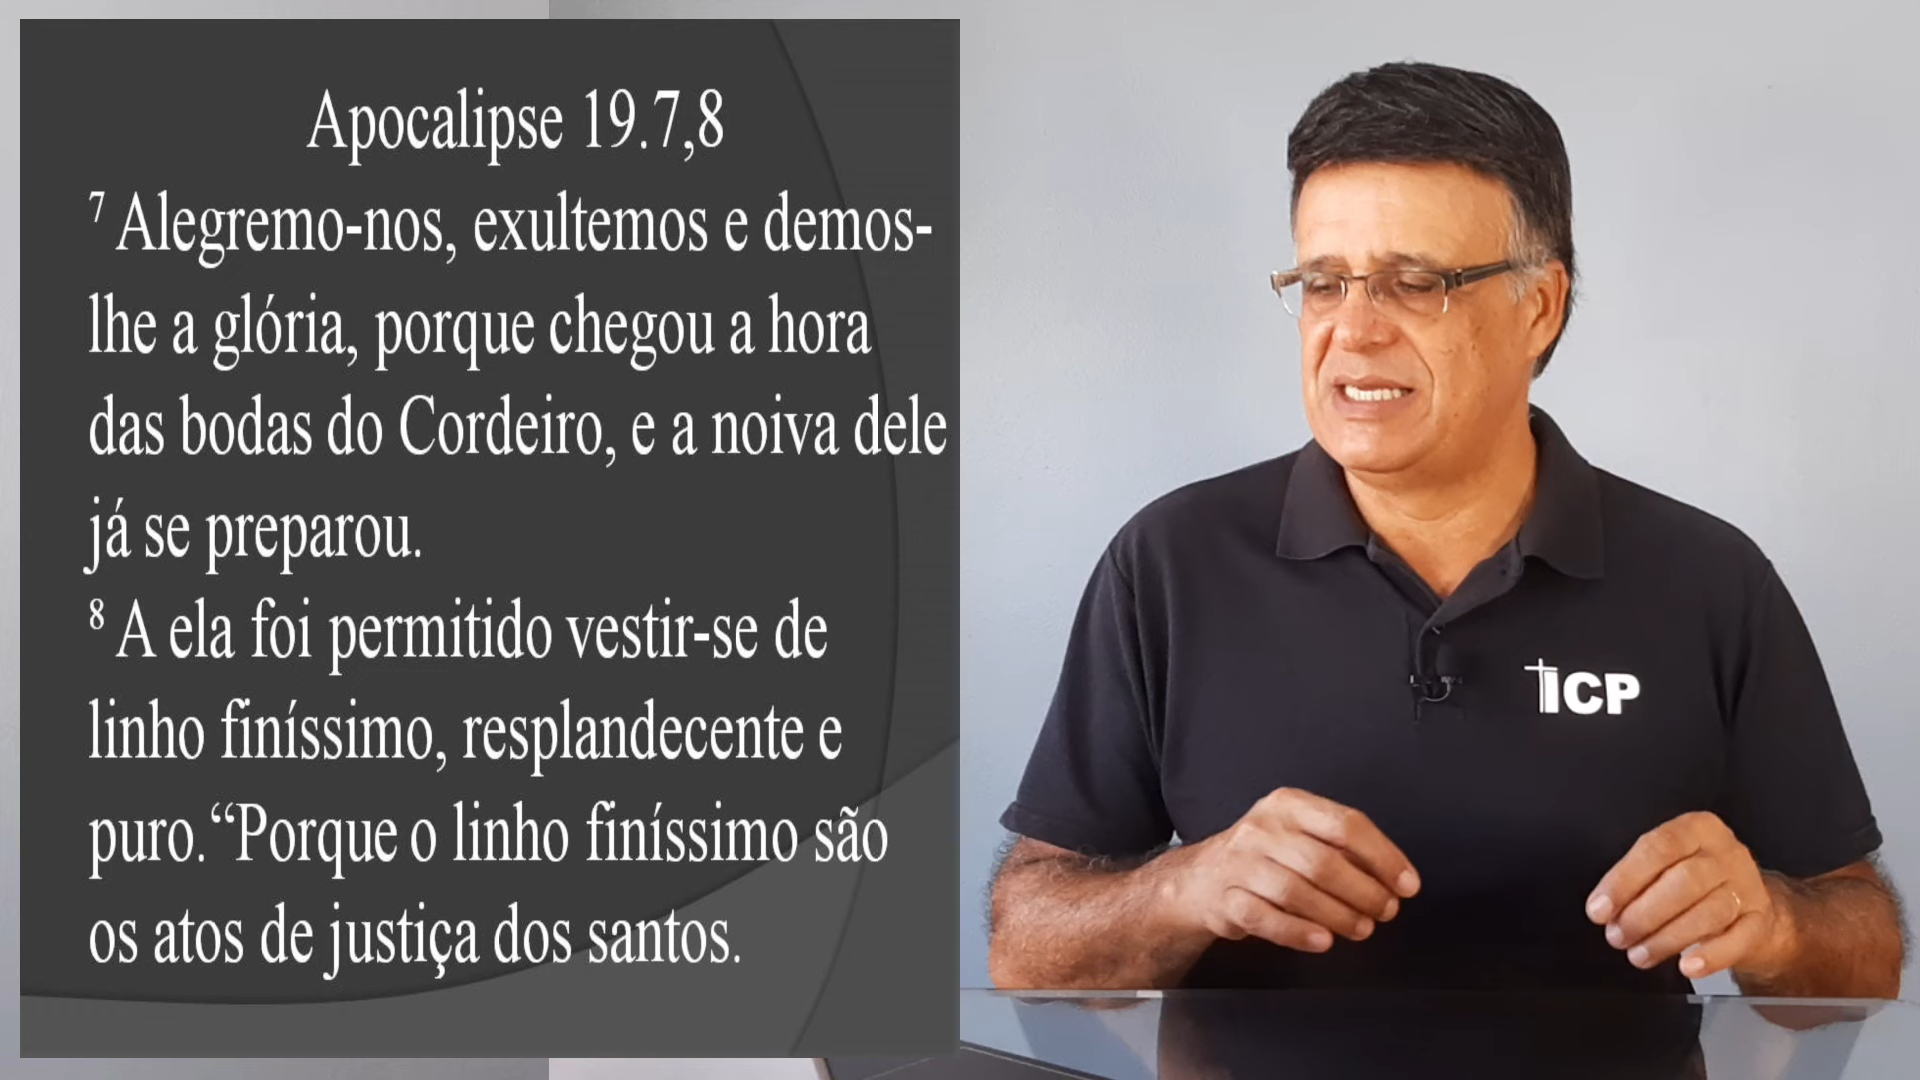 Apocalipse 19.7,8
7 Alegremo-nos, exultemos e demos-
lhe a glória, porque chegou a hora
das bodas do Cordeiro, e a noiva dele
já se preparou.
8 A ela foi permitido vestir-se de
linho finíssimo, resplandecente e
puro.“Porque o linho finíssimo são
os atos de justiça dos santos.
ICP